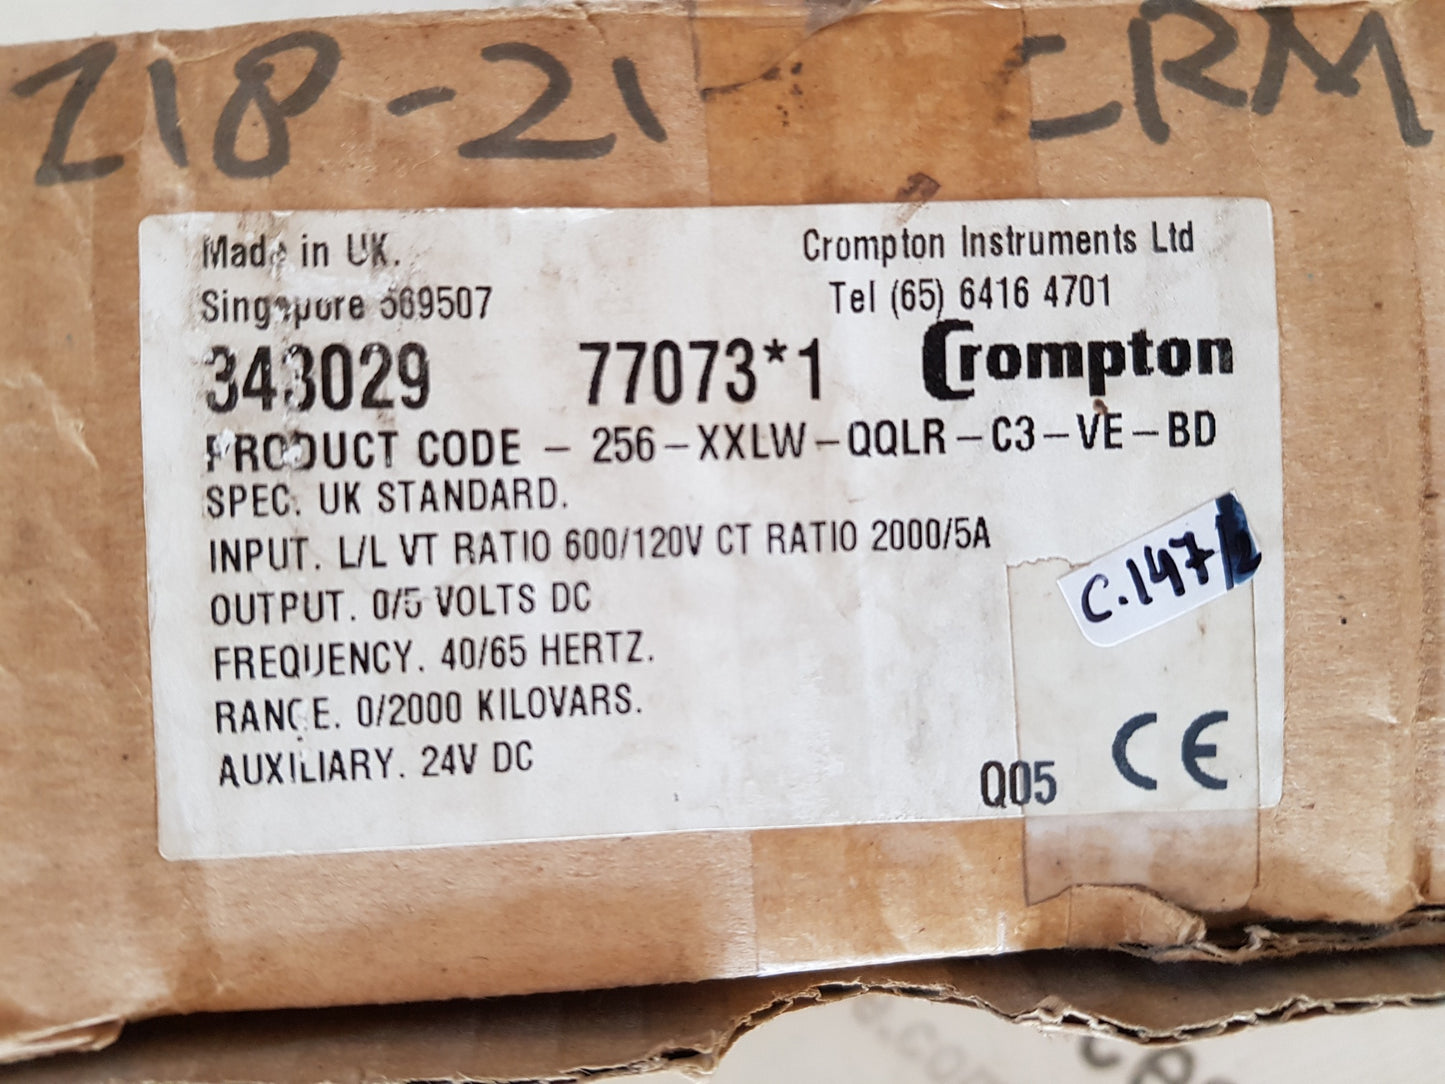 218-21 - CRM
Made in UK. Crompton Instruments Ltd
Singapore 569507 Tel (65) 6416 4701
343029 77073*1 Crompton
PRODUCT CODE - 256-XXLW-QQLR-C3-VE-BD
SPEC. UK STANDARD.
INPUT. L/L VT RATIO 600/120V CT RATIO 2000/5A
OUTPUT. 0/5 VOLTS DC
C.147/2
FREQUENCY. 40/65 HERTZ.
RANGE. 0/2000 KILOVARS.
AUXILIARY. 24V DC
Q05 CE